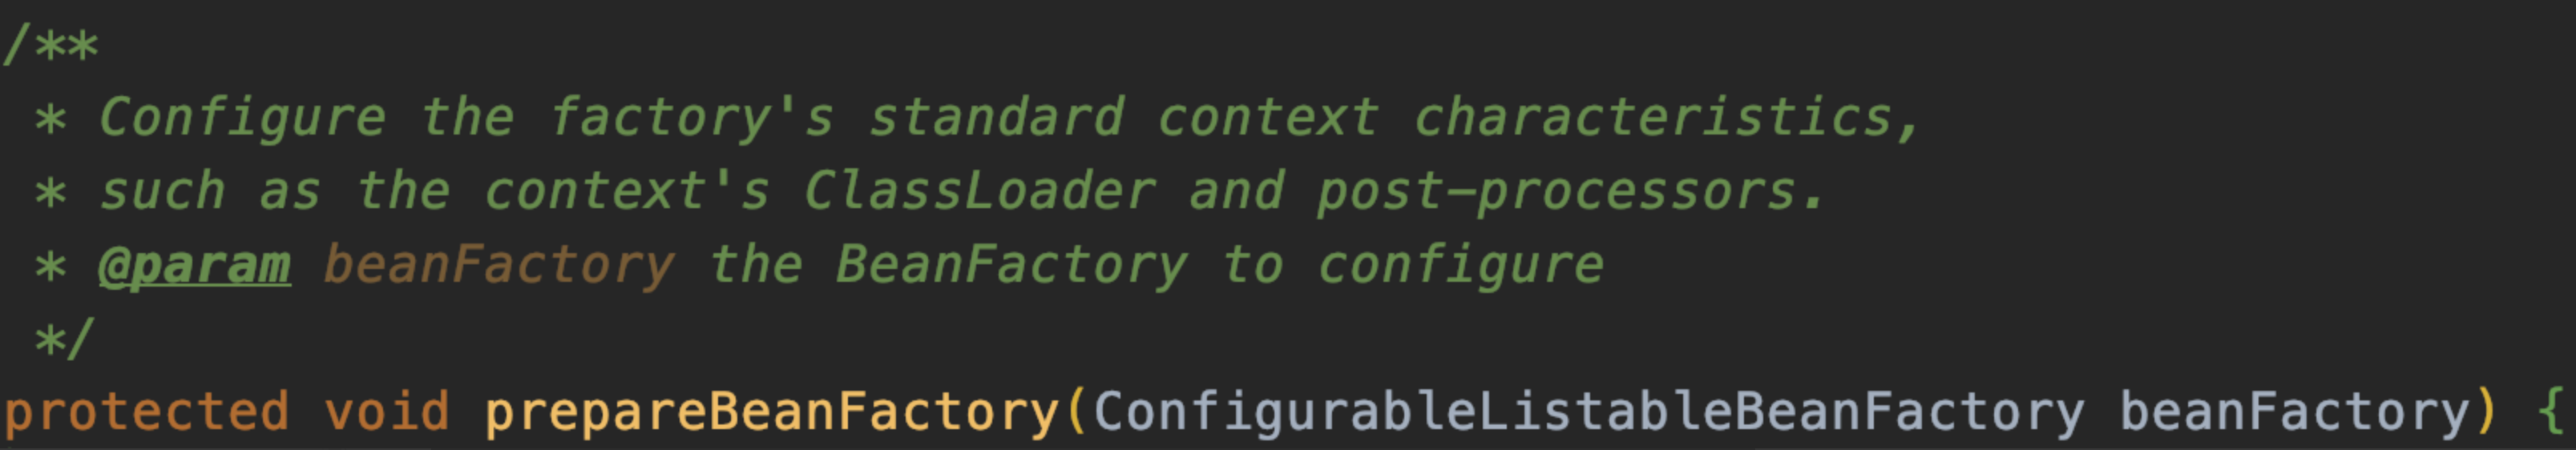 /**
 * Configure the factory's standard context characteristics,
 * such as the context's ClassLoader and post-processors.
 * @param beanFactory the BeanFactory to configure
 */
protected void prepareBeanFactory(ConfigurableListableBeanFactory beanFactory) {